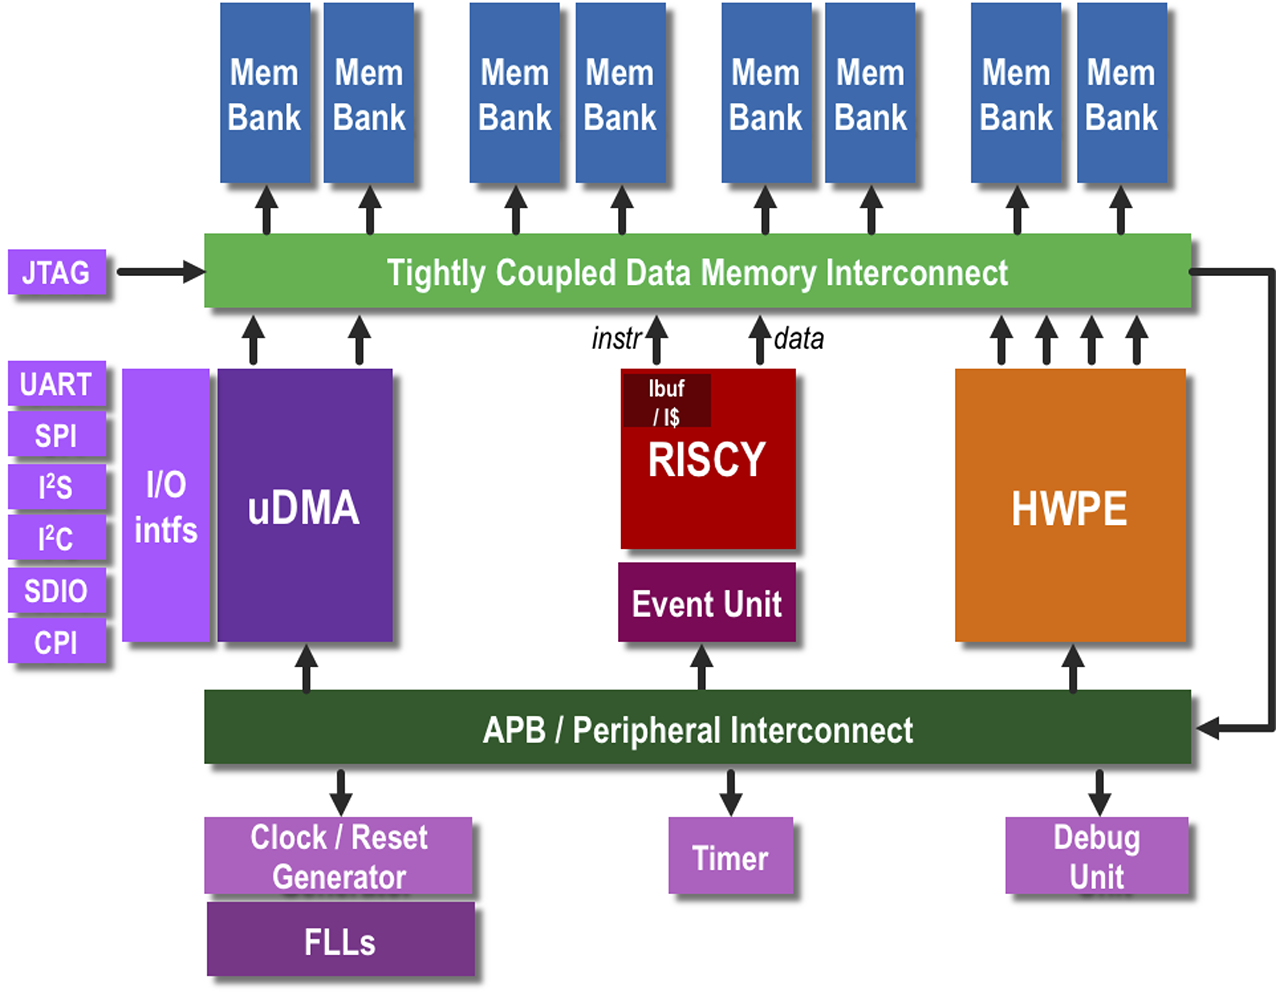 Mem
Bank
Mem
Bank
Mem
Bank
Mem
Bank
Mem
Bank
Mem
Bank
Mem
Bank
Mem
Bank
JTAG
Tightly Coupled Data Memory Interconnect
instr
data
UART
SPI
I²S
I²C
SDIO
CPI
I/O
intfs
uDMA
Ibuf
/ I$
RISCY
Event Unit
HWPE
APB / Peripheral Interconnect
Clock / Reset
Generator
FLLs
Timer
Debug
Unit